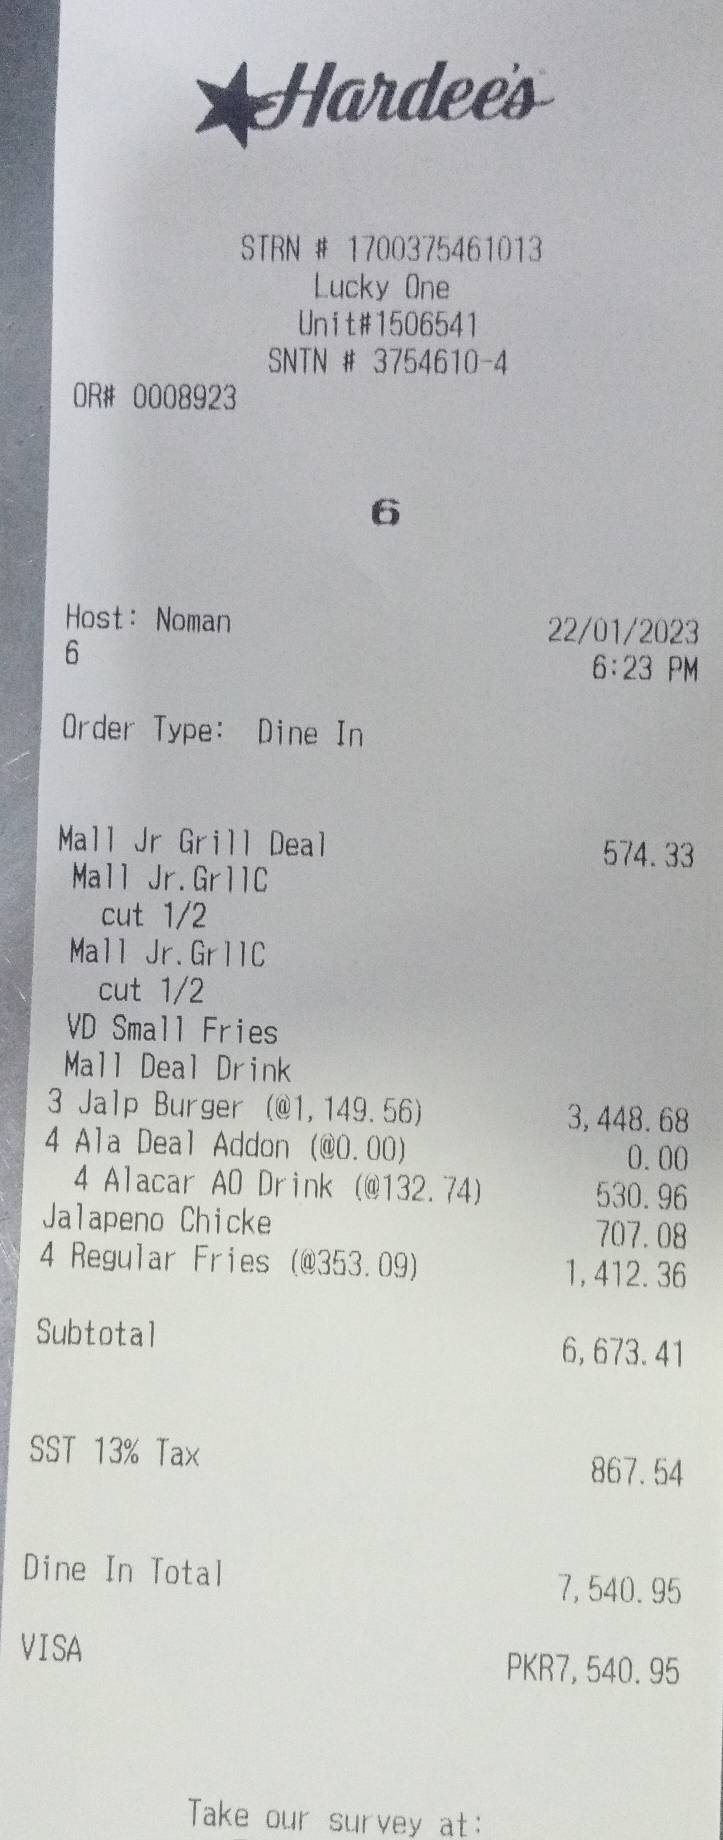 Hardee's
STRN # 1700375461013
Lucky One
Unit#1506541
SNTN # 3754610-4
OR# 0008923
6
Host: Noman 22/01/2023
6 6:23 PM
Order Type: Dine In
Mall Jr Grill Deal 574.33
Mall Jr.GrllC
cut 1/2
Mall Jr.GrllC
cut 1/2
VD Small Fries
Mall Deal Drink
3 Jalp Burger (@1,149.56) 3,448.68
4 Ala Deal Addon (@0.00) 0.00
4 Alacar AO Drink (@132.74) 530.96
Jalapeno Chicke 707.08
4 Regular Fries (@353.09) 1,412.36
Subtotal 6,673.41
SST 13% Tax 867.54
Dine In Total 7,540.95
VISA PKR7,540.95
Take our survey at: